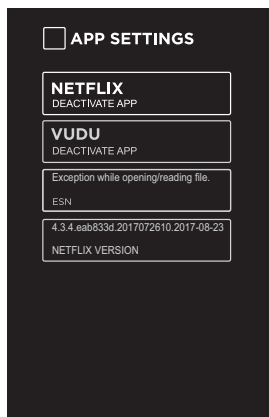 APP SETTINGS
NETFLIX
DEACTIVATE APP
VUDU
DEACTIVATE APP
Exception while opening/reading file.
ESN
4.3.4.eab833d.2017072610.2017-08-23
NETFLIX VERSION